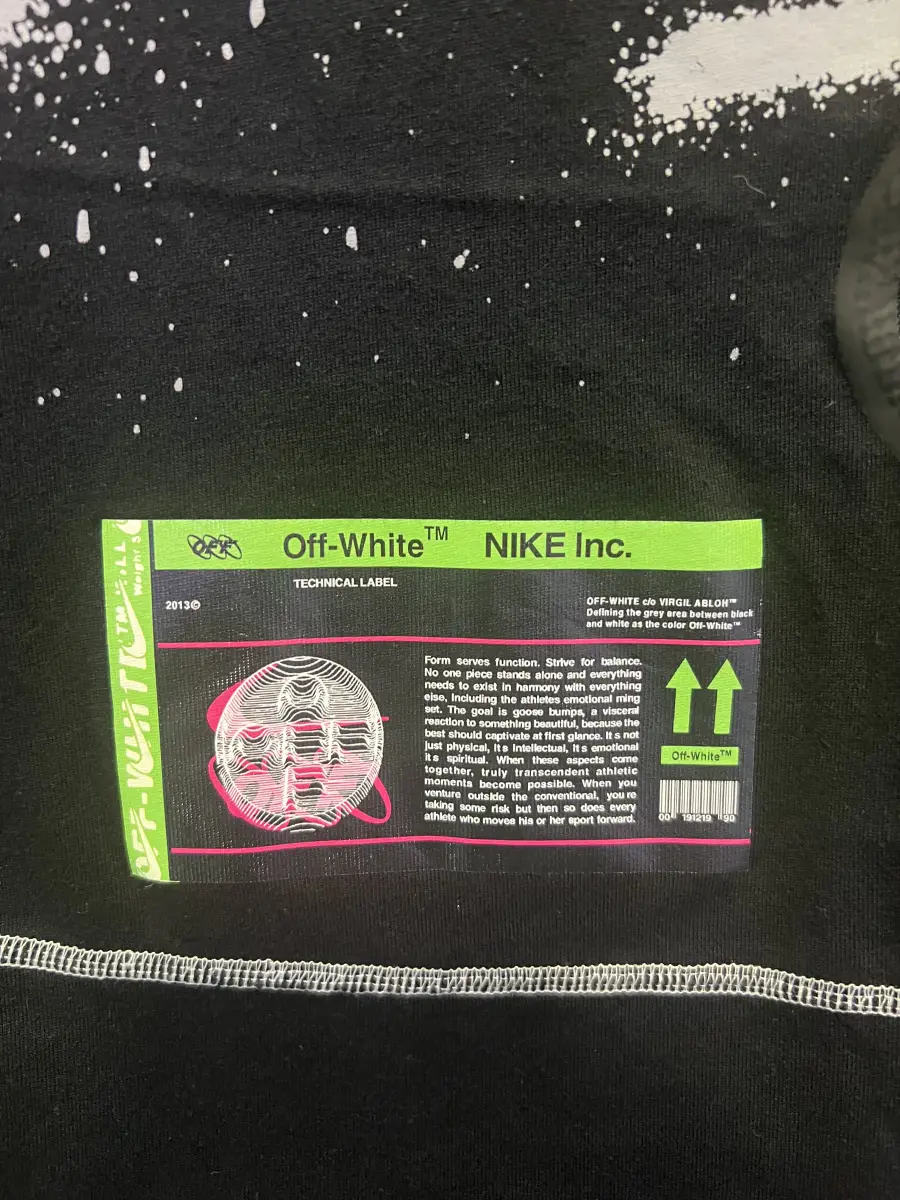 OFF
Off-White™ NIKE Inc.
TECHNICAL LABEL
2013©
OFF-WHITE c/o VIRGIL ABLOH™
Defining the grey area between black
and white as the color Off-White™
Form serves function. Strive for balance.
No one piece stands alone and everything
needs to exist in harmony with everything
else, Including the athletes emotional ming
set. The goal is goose bumps, a visceral
reaction to something beautiful, because the
best should captivate at first glance. It s not
just physical, it s intellectual, it s emotional
it s spiritual. When these aspects come
together, truly transcendent athletic
moments become possible. When you
venture outside the conventional, you re
taking some risk but then so does every
athlete who moves his or her sport forward.
Off-White™
00 191219 90
OFF-WHITE™
Weight